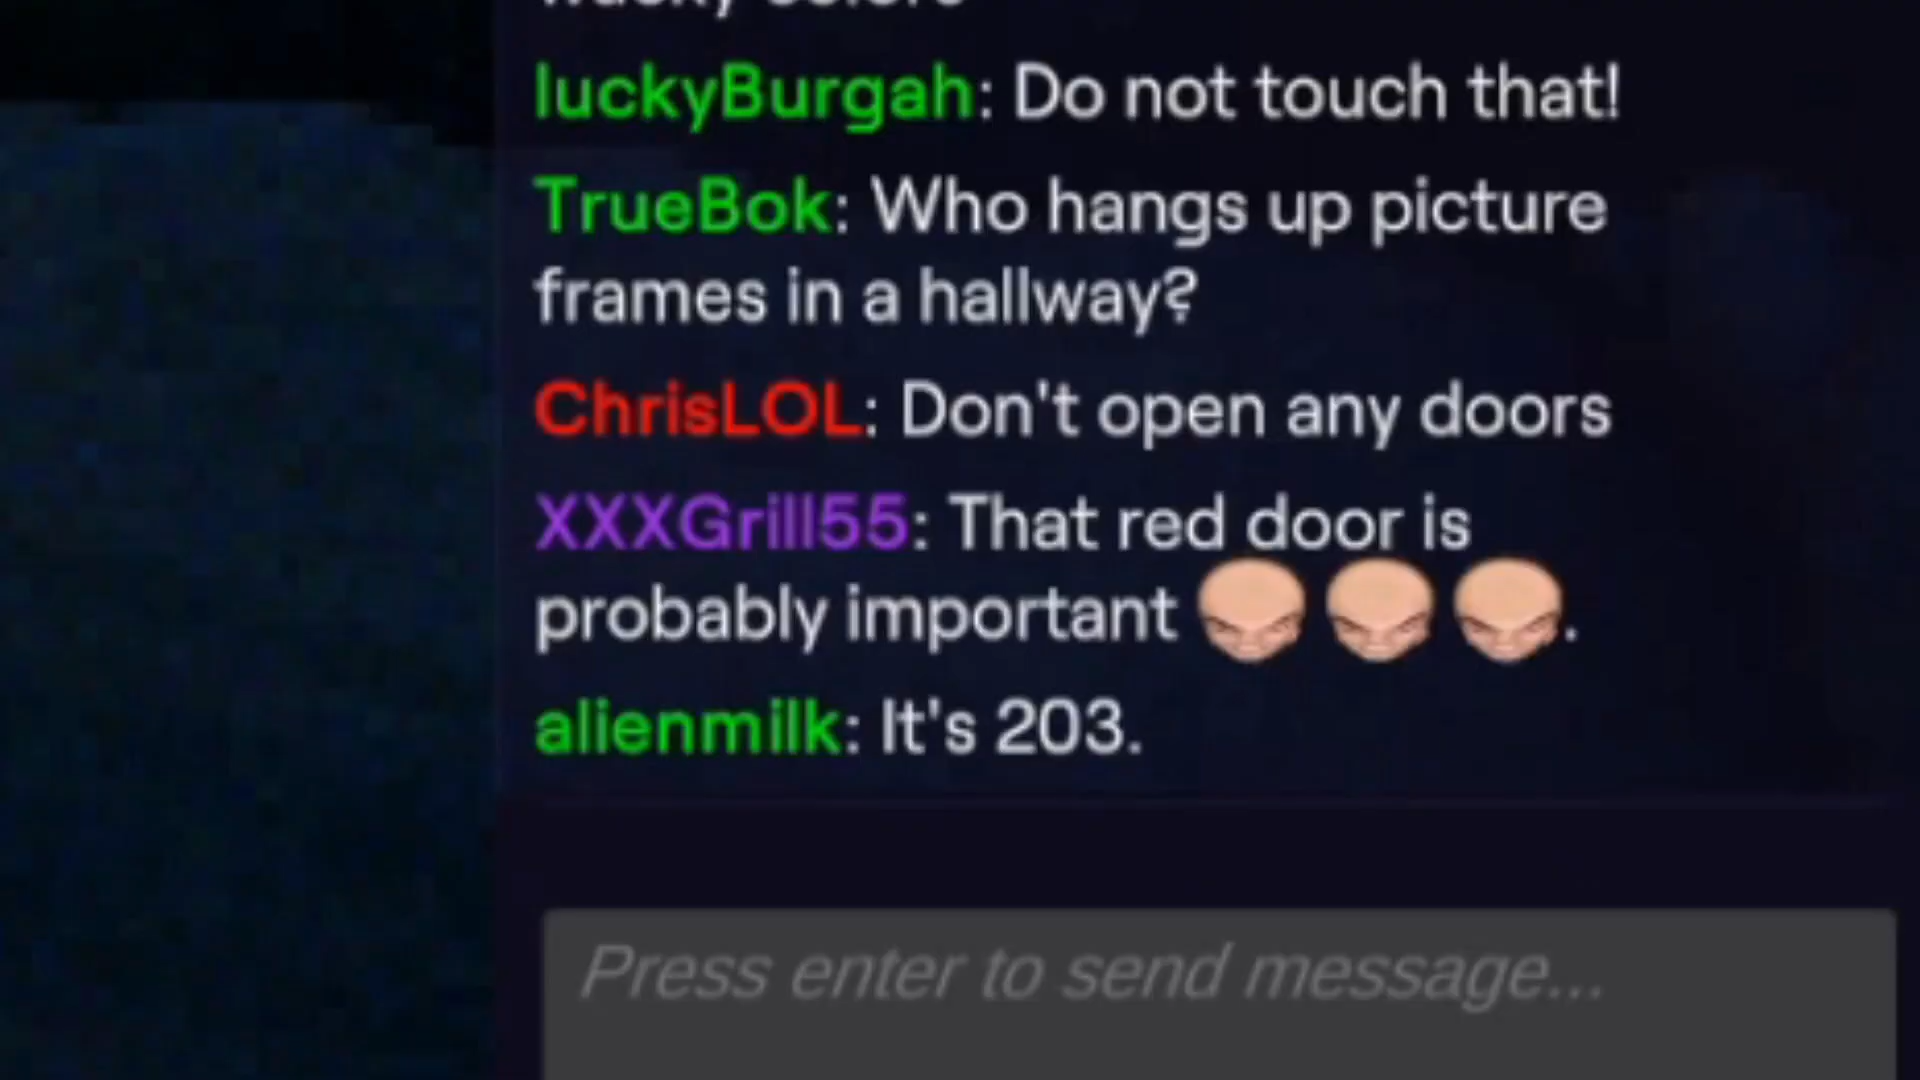 luckyBurgah: Do not touch that!
TrueBok: Who hangs up picture
frames in a hallway?
ChrisLOL: Don't open any doors
XXXGrill55: That red door is
probably important .
alienmilk: It's 203.
Press enter to send message...